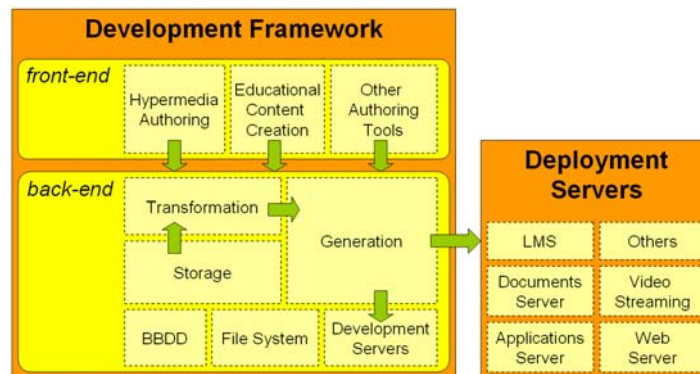 Development Framework
front-end
Hypermedia
Authoring
Educational
Content
Creation
Other
Authoring
Tools
back-end
Transformation
Storage
Generation
BBDD
File System
Development
Servers
Deployment
Servers
LMS
Others
Documents
Server
Video
Streaming
Applications
Server
Web
Server